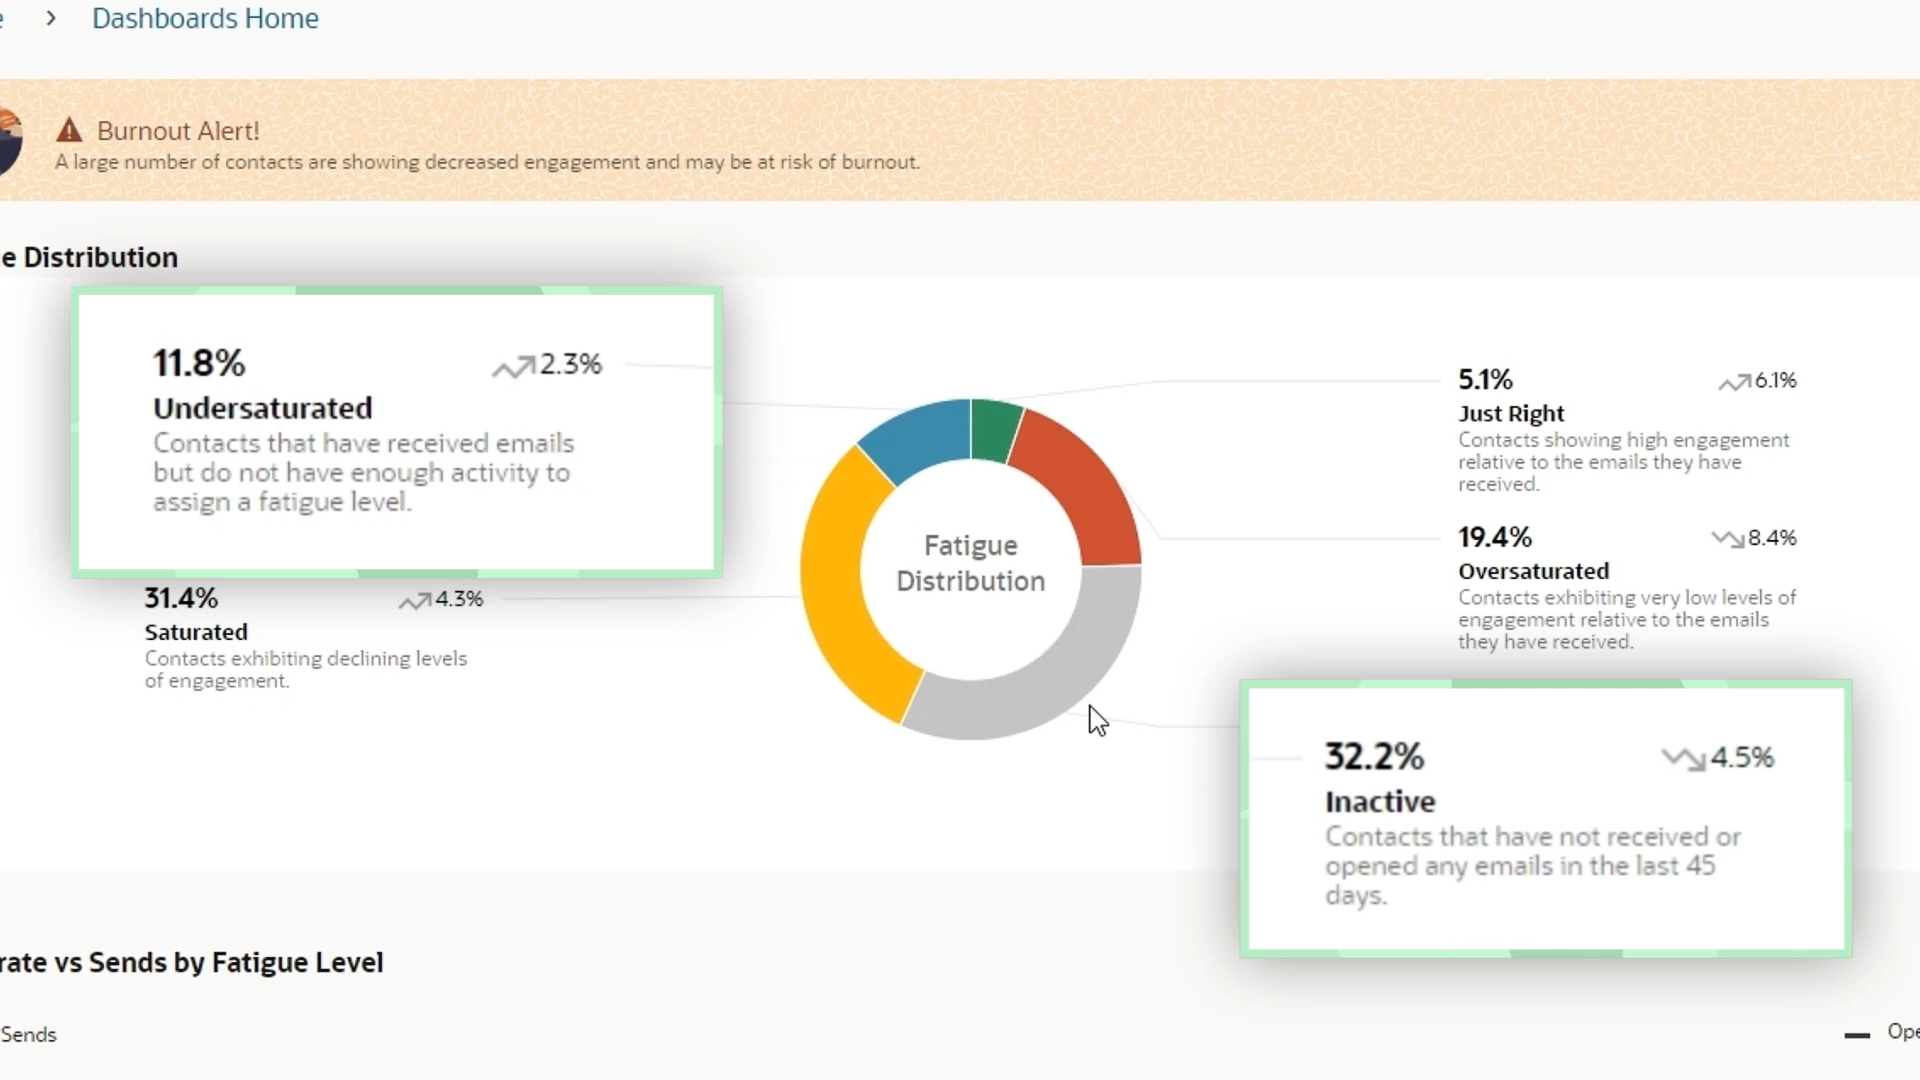 Dashboards Home
Burnout Alert!
A large number of contacts are showing decreased engagement and may be at risk of burnout.
e Distribution
11.8% 2.3%
Undersaturated
Contacts that have received emails
but do not have enough activity to
assign a fatigue level.
31.4% 4.3%
Saturated
Contacts exhibiting declining levels
of engagement.
Fatigue
Distribution
5.1% 6.1%
Just Right
Contacts showing high engagement
relative to the emails they have
received.
19.4% 8.4%
Oversaturated
Contacts exhibiting very low levels of
engagement relative to the emails
they have received.
32.2% 4.5%
Inactive
Contacts that have not received or
opened any emails in the last 45
days.
rate vs Sends by Fatigue Level
Sends
Ope